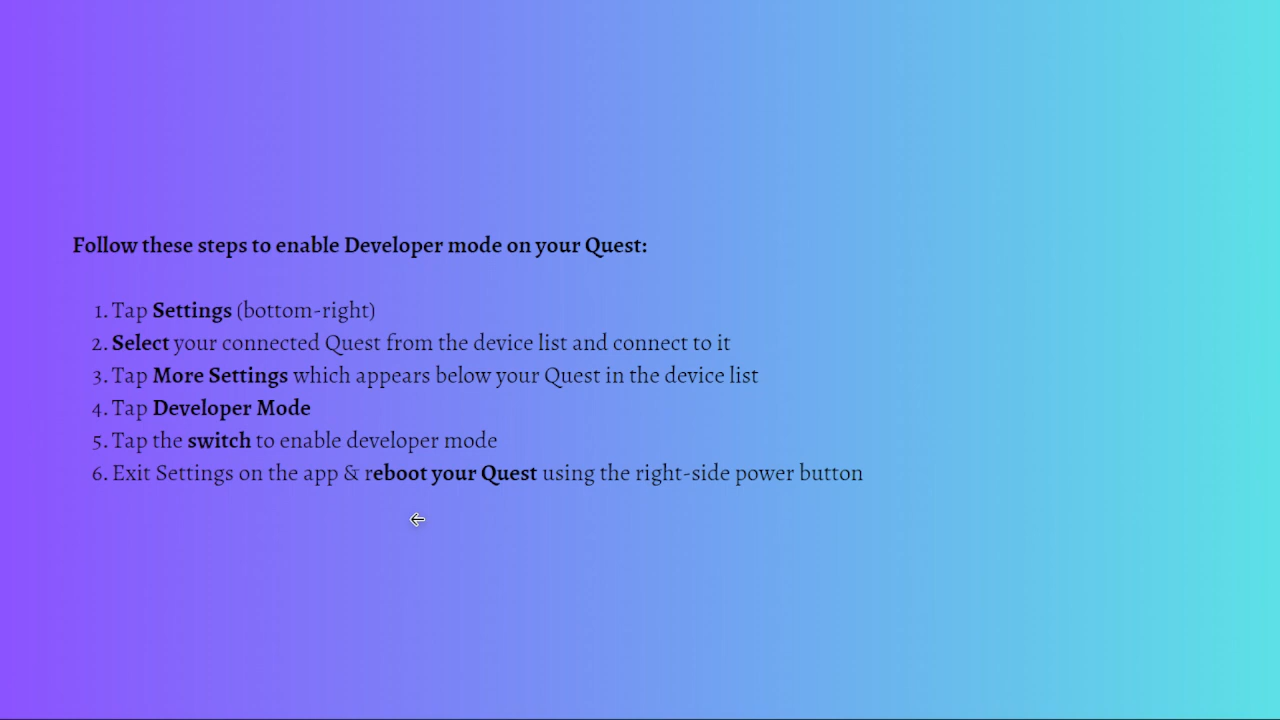 Follow these steps to enable Developer mode on your Quest:
1. Tap Settings (bottom-right)
2. Select your connected Quest from the device list and connect to it
3. Tap More Settings which appears below your Quest in the device list
4. Tap Developer Mode
5. Tap the switch to enable developer mode
6. Exit Settings on the app & reboot your Quest using the right-side power button